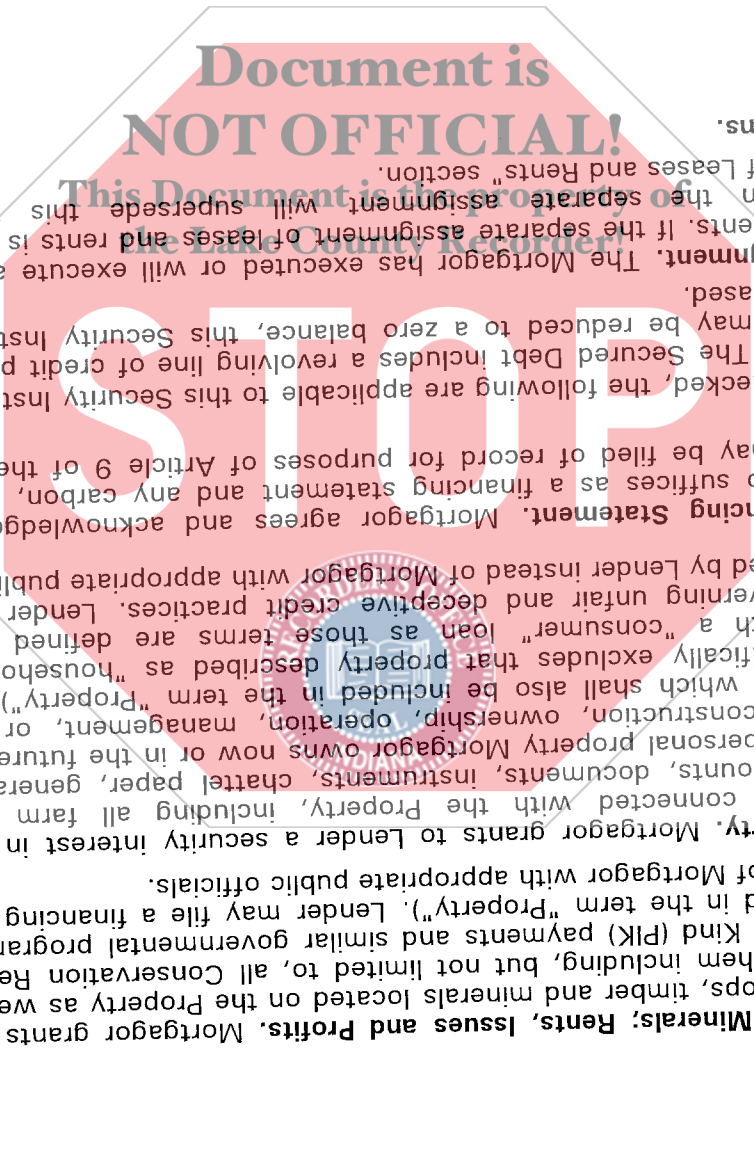 Document is
NOT OFFICIAL!
This Document is the property of
the Lake County Recorder!
STOP
RECORDER'S OFFICE
SEAL
INDIANA
Minerals; Rents, Issues and Profits. Mortgagor grants
ops, timber and minerals located on the Property as we
hem including, but not limited to, all Conservation Re
Kind (PIK) payments and similar governmental program
d in the term "Property"). Lender may file a financing
of Mortgagor with appropriate public officials.
ty. Mortgagor grants to Lender a security interest in
connected with the Property, including all farm
ounts, documents, instruments, chattel paper, genera
personal property Mortgagor owns now or in the future
construction, ownership, operation, management, or
which shall also be included in the term "Property")
ifically excludes that property described as "househo
h a "consumer" loan as those terms are defined
verning unfair and deceptive credit practices. Lender
ed by Lender instead of Mortgagor with appropriate publi
ncing Statement. Mortgagor agrees and acknowledge
o suffices as a financing statement and any carbon,
ay be filed of record for purposes of Article 9 of the
ecked, the following are applicable to this Security Inst
The Secured Debt includes a revolving line of credit p
may be reduced to a zero balance, this Security Inst
ased.
gnment. The Mortgagor has executed or will execute a
ents. If the separate assignment of leases and rents is
n the separate assignment will supersede this
f Leases and Rents" section.
ns.